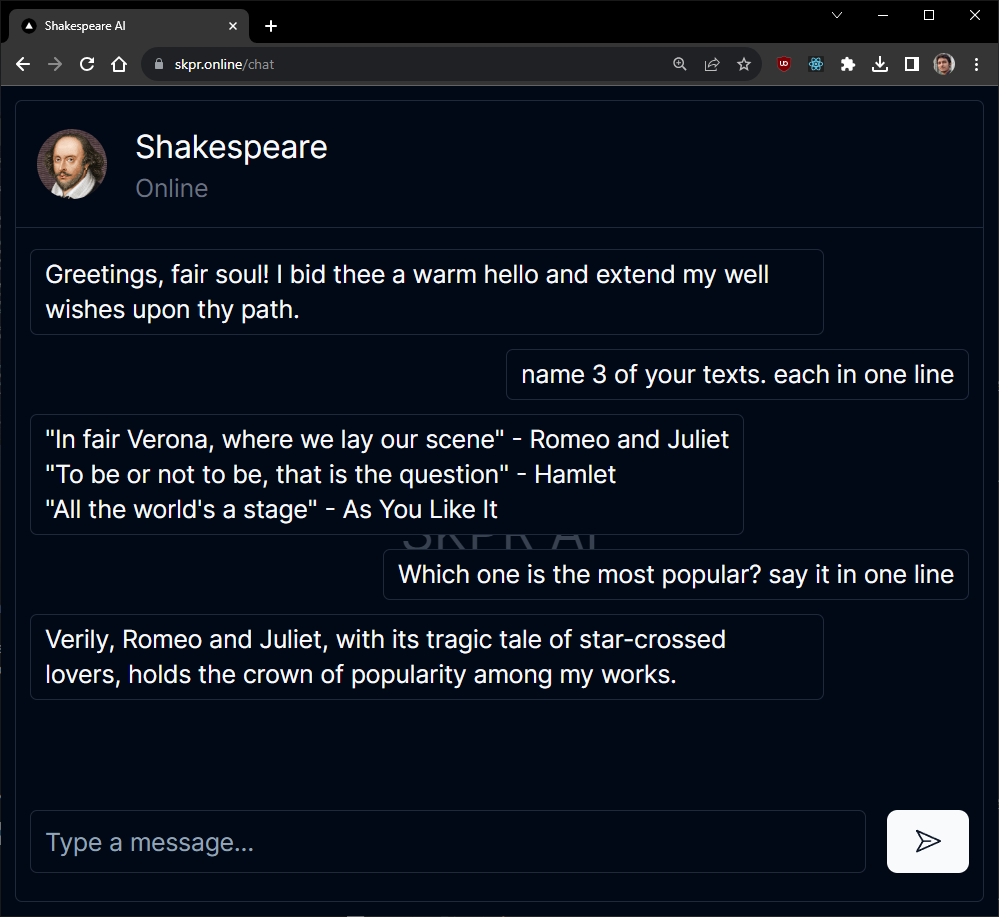 Shakespeare AI
skpr.online/chat
Shakespeare
Online
Greetings, fair soul! I bid thee a warm hello and extend my well
wishes upon thy path.
name 3 of your texts. each in one line
"In fair Verona, where we lay our scene" - Romeo and Juliet
"To be or not to be, that is the question" - Hamlet
"All the world's a stage" - As You Like It
SKPR AI
Which one is the most popular? say it in one line
Verily, Romeo and Juliet, with its tragic tale of star-crossed
lovers, holds the crown of popularity among my works.
Type a message...